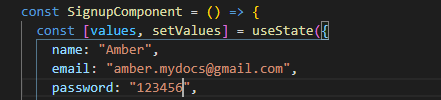 const SignupComponent = () => {
const [values, setValues] = useState({
name: "Amber",
email: "amber.mydocs@gmail.com",
password: "123456",